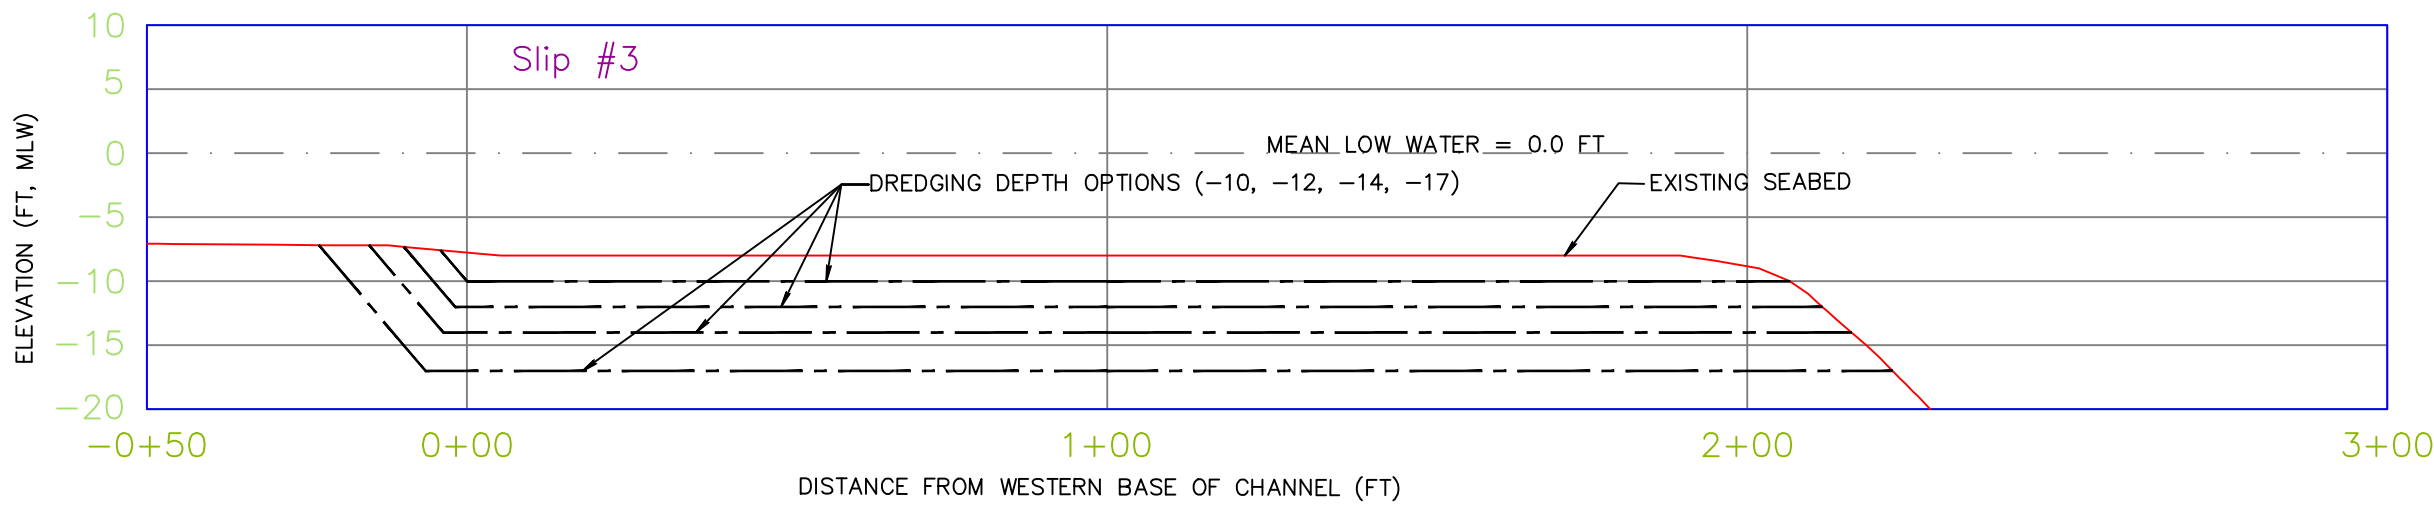 10
Slip #3
5
MEAN LOW WATER = 0.0 FT
0
DREDGING DEPTH OPTIONS (-10, -12, -14, -17)
EXISTING SEABED
-5
-10
-15
-20
ELEVATION (FT, MLW)
-0+50 0+00 1+00 2+00 3+00
DISTANCE FROM WESTERN BASE OF CHANNEL (FT)